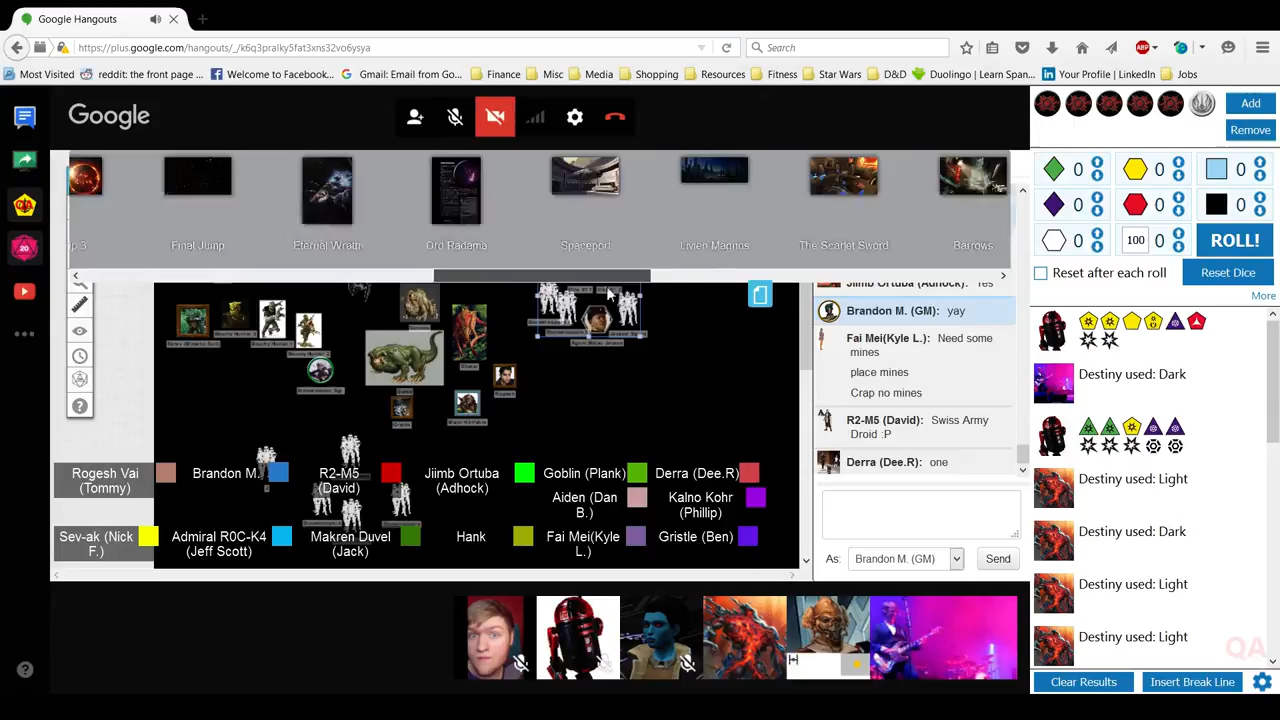 Google Hangouts
https://plus.google.com/hangouts/_/k6q3pralky5fat3xns32vo6ysya
Search
ABP
Most Visited
reddit: the front page ...
Welcome to Facebook...
Gmail: Email from Go...
Finance
Misc
Media
Shopping
Resources
Fitness
Star Wars
D&D
Duolingo | Learn Span...
Your Profile | LinkedIn
Jobs
Google
Add
Remove
0
0
0
0
0
0
0
100
0
ROLL!
Reset after each roll
Reset Dice
More
p 3
Final Jump
Eternal Wrath
Ord Radama
Spaceport
Livien Magnus
The Scarlet Sword
Barrows
Jiimb Ortuba (Adhock): Yes
Brandon M. (GM): yay
Fai Mei(Kyle L.): Need some
mines
place mines
Crap no mines
R2-M5 (David): Swiss Army
Droid :P
Derra (Dee.R): one
As:
Brandon M. (GM)
Send
Rogesh Vai
(Tommy)
Brandon M.
R2-M5
(David)
Jiimb Ortuba
(Adhock)
Goblin (Plank)
Derra (Dee.R)
Aiden (Dan
B.)
Kalno Kohr
(Phillip)
Sev-ak (Nick
F.)
Admiral R0C-K4
(Jeff Scott)
Makren Duvel
(Jack)
Hank
Fai Mei(Kyle
L.)
Gristle (Ben)
Destiny used: Dark
Destiny used: Light
Destiny used: Dark
Destiny used: Light
Destiny used: Light
QA
Clear Results
Insert Break Line